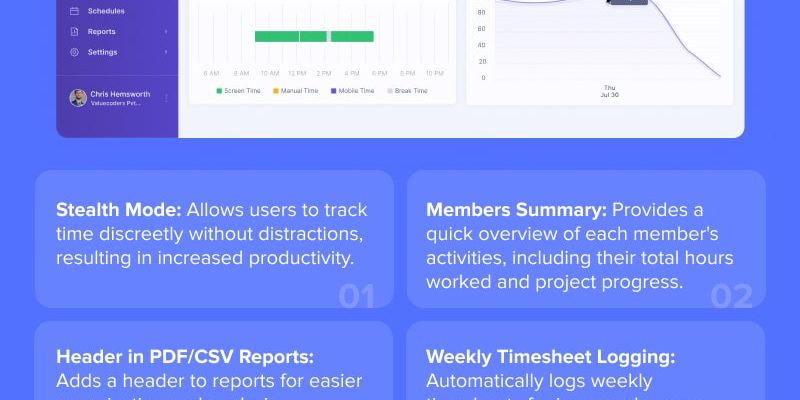 Schedules
Reports
Settings
Chris Hemsworth
Valuecoders Pvt...
6 AM 8 AM 10 AM 12 PM 2 PM 4 PM 6 PM 8 PM 10 PM
Screen Time Manual Time Mobile Time Break Time
80
60
40
20
0
Thu
Jul 30
Stealth Mode: Allows users to track
time discreetly without distractions,
resulting in increased productivity.
01
Members Summary: Provides a
quick overview of each member's
activities, including their total hours
worked and project progress.
02
Header in PDF/CSV Reports:
Adds a header to reports for easier
Weekly Timesheet Logging:
Automatically logs weekly